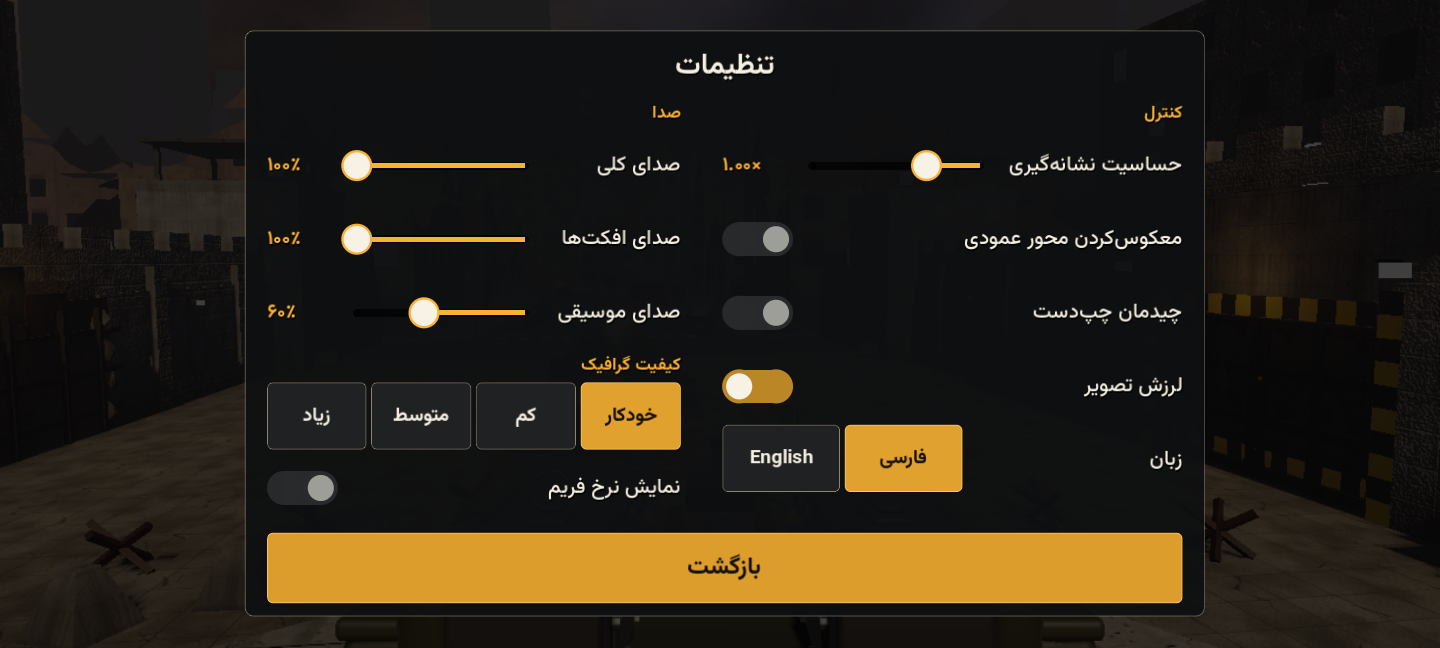 تنظیمات
کنترل
حساسیت نشانه‌گیری ۱.۰۰×
معکوس‌کردن محور عمودی
چیدمان چپ‌دست
لرزش تصویر
زبان فارسی English
صدا
صدای کلی ۱۰۰٪
صدای افکت‌ها ۱۰۰٪
صدای موسیقی ۶۰٪
کیفیت گرافیک
خودکار کم متوسط زیاد
نمایش نرخ فریم
بازگشت